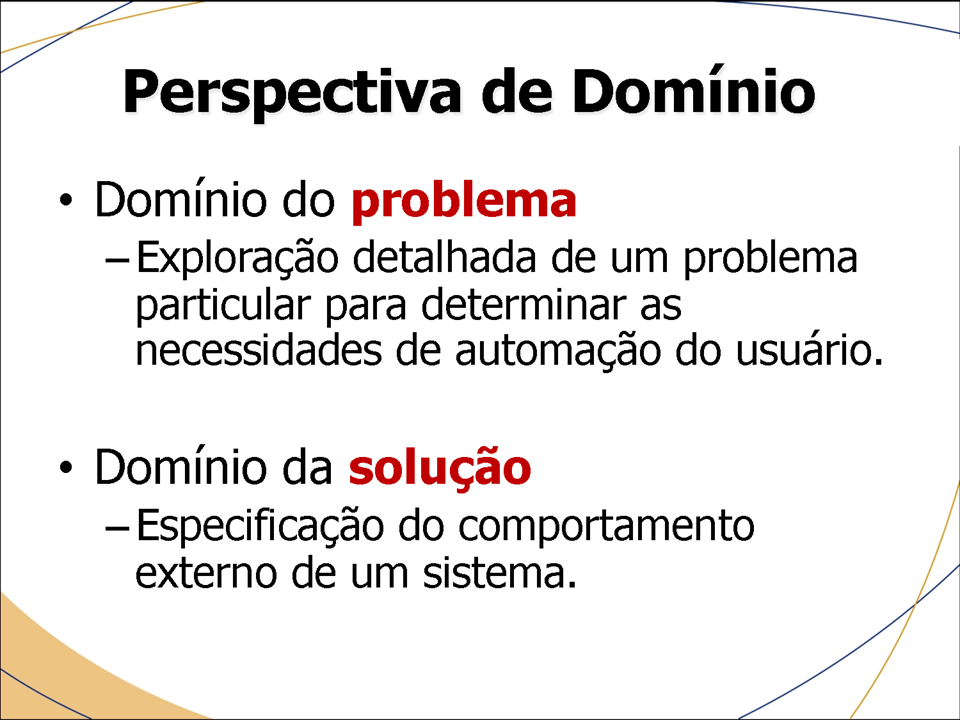 Perspectiva de Domínio
• Domínio do problema
– Exploração detalhada de um problema
particular para determinar as
necessidades de automação do usuário.
• Domínio da solução
– Especificação do comportamento
externo de um sistema.